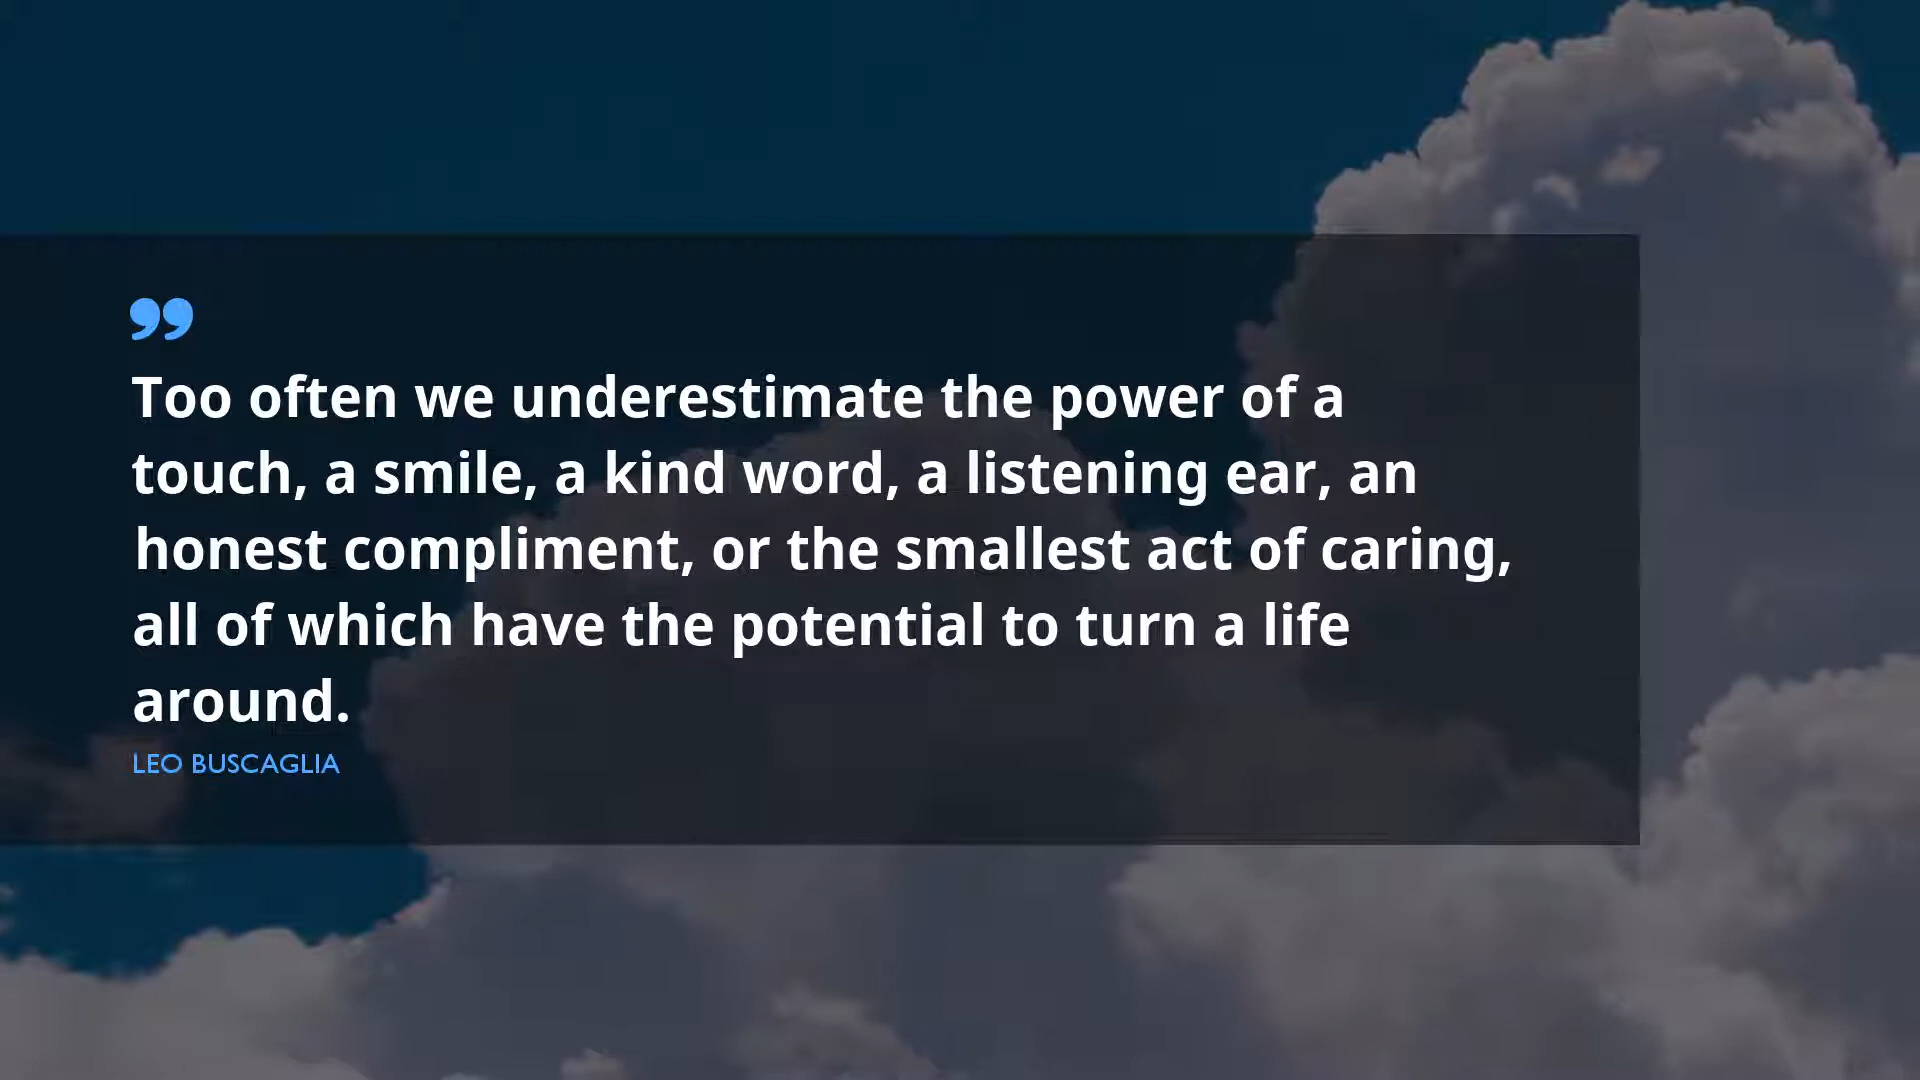 ”
Too often we underestimate the power of a
touch, a smile, a kind word, a listening ear, an
honest compliment, or the smallest act of caring,
all of which have the potential to turn a life
around.
LEO BUSCAGLIA